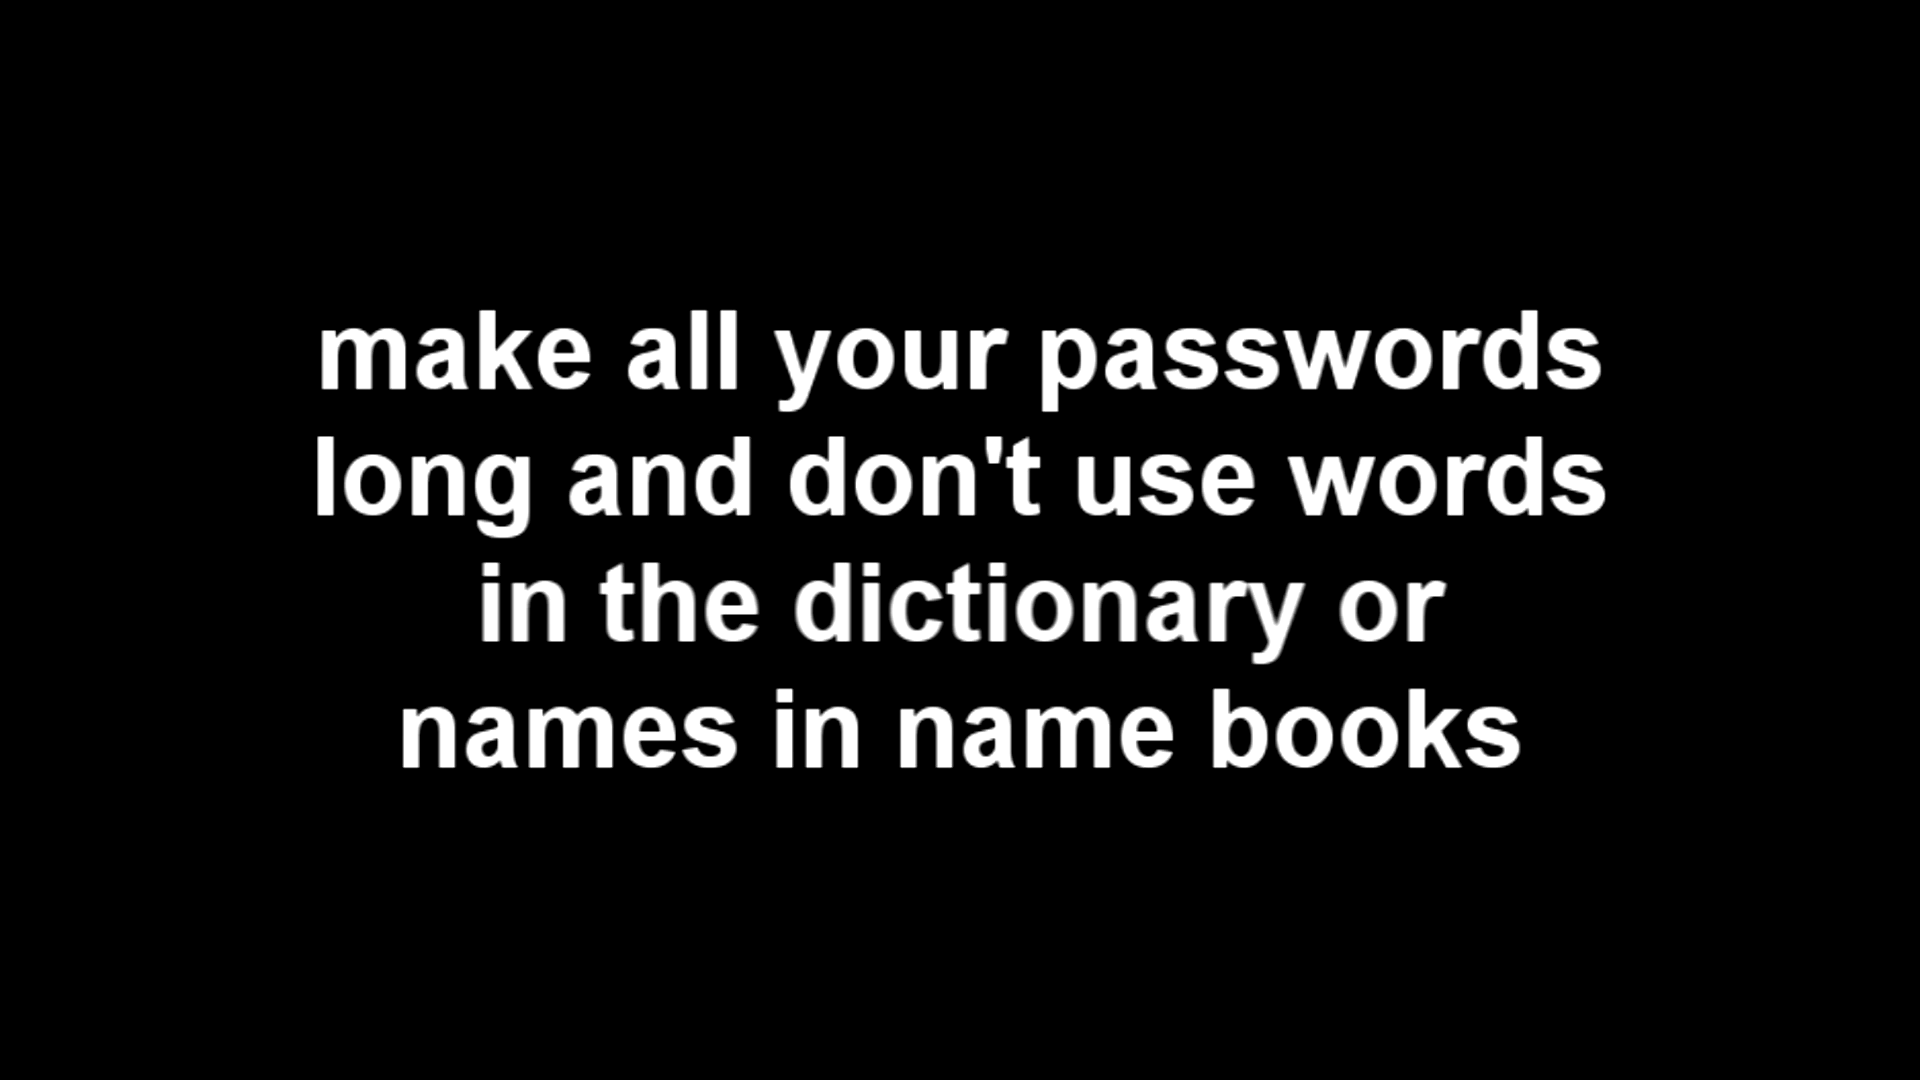 make all your passwords
long and don't use words
in the dictionary or
names in name books